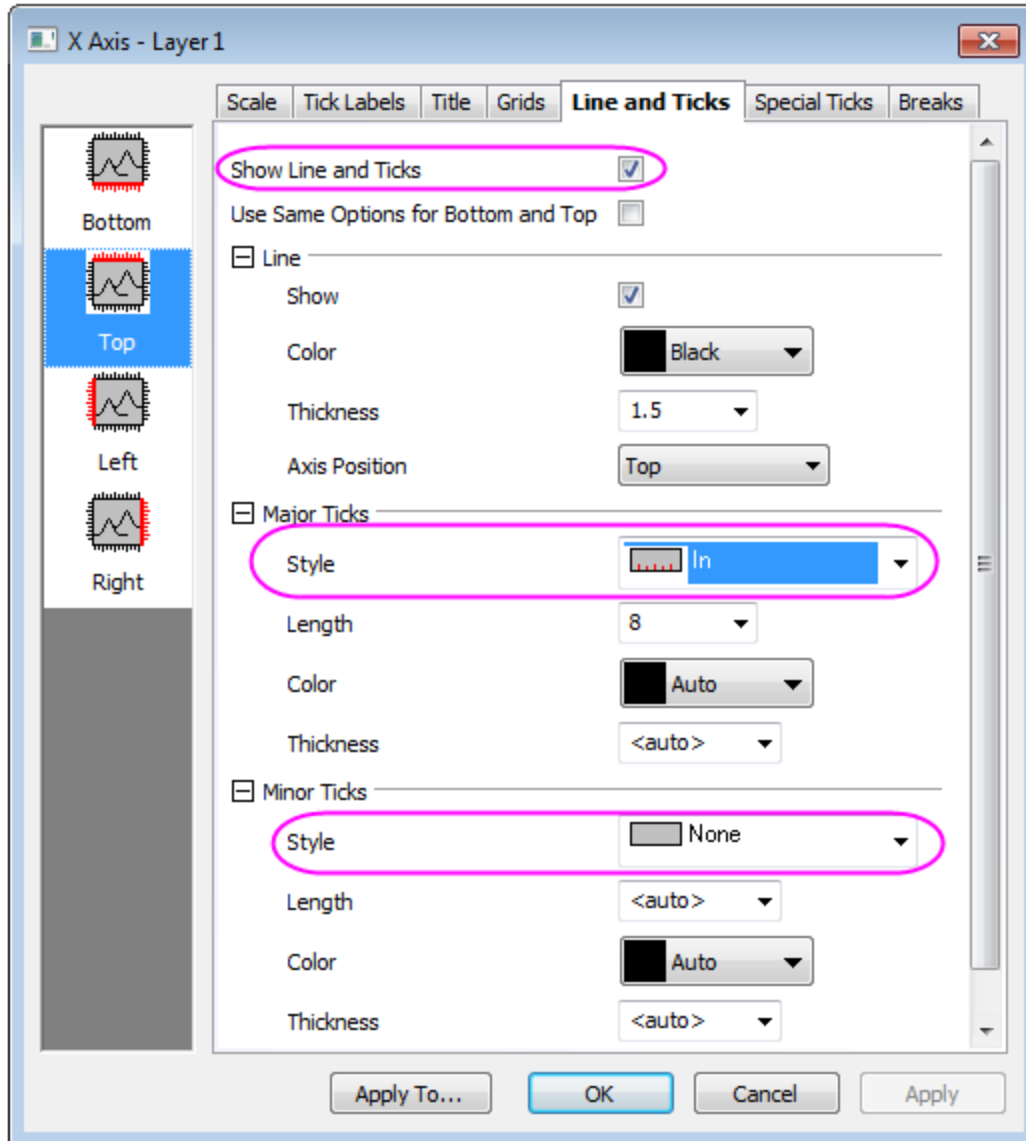 X Axis - Layer 1
Scale Tick Labels Title Grids Line and Ticks Special Ticks Breaks
Bottom
Top
Left
Right
Show Line and Ticks
Use Same Options for Bottom and Top
Line
Show
Color Black
Thickness 1.5
Axis Position Top
Major Ticks
Style In
Length 8
Color Auto
Thickness <auto>
Minor Ticks
Style None
Length <auto>
Color Auto
Thickness <auto>
Apply To... OK Cancel Apply